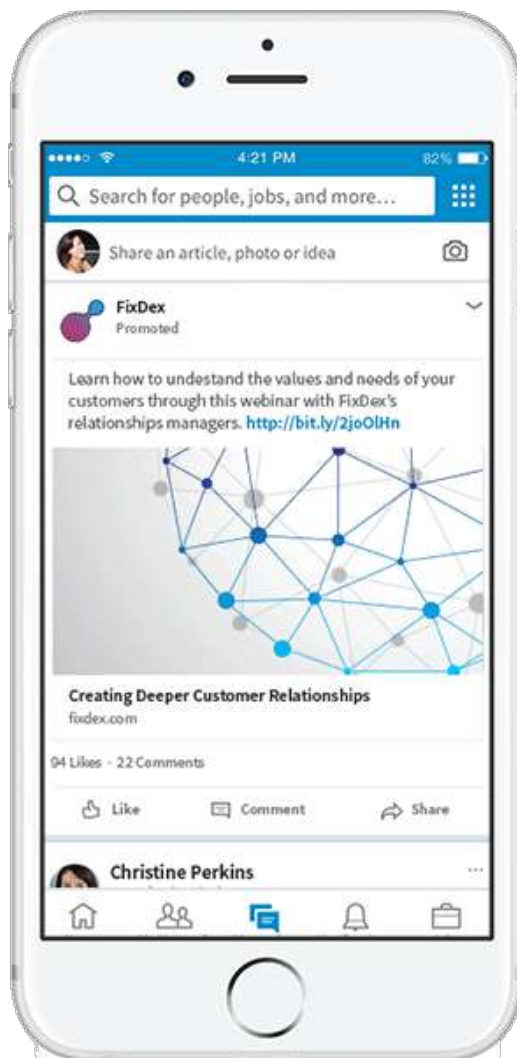 4:21 PM
82%
Search for people, jobs, and more...
Share an article, photo or idea
FixDex
Promoted
Learn how to undestand the values and needs of your
customers through this webinar with FixDex's
relationships managers. http://bit.ly/2joOlHn
Creating Deeper Customer Relationships
fixdex.com
94 Likes - 22 Comments
Like Comment Share
Christine Perkins